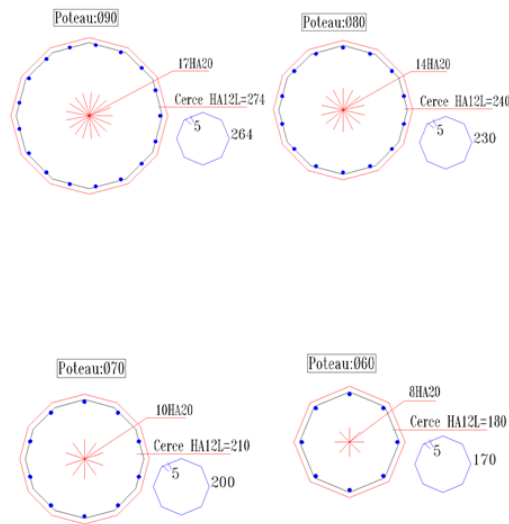 Poteau:Ø90
17HA20
Cerce HA12L=274
5
264
Poteau:Ø80
14HA20
Cerce HA12L=240
5
230
Poteau:Ø70
10HA20
Cerce HA12L=210
5
200
Poteau:Ø60
8HA20
Cerce HA12L=180
5
170